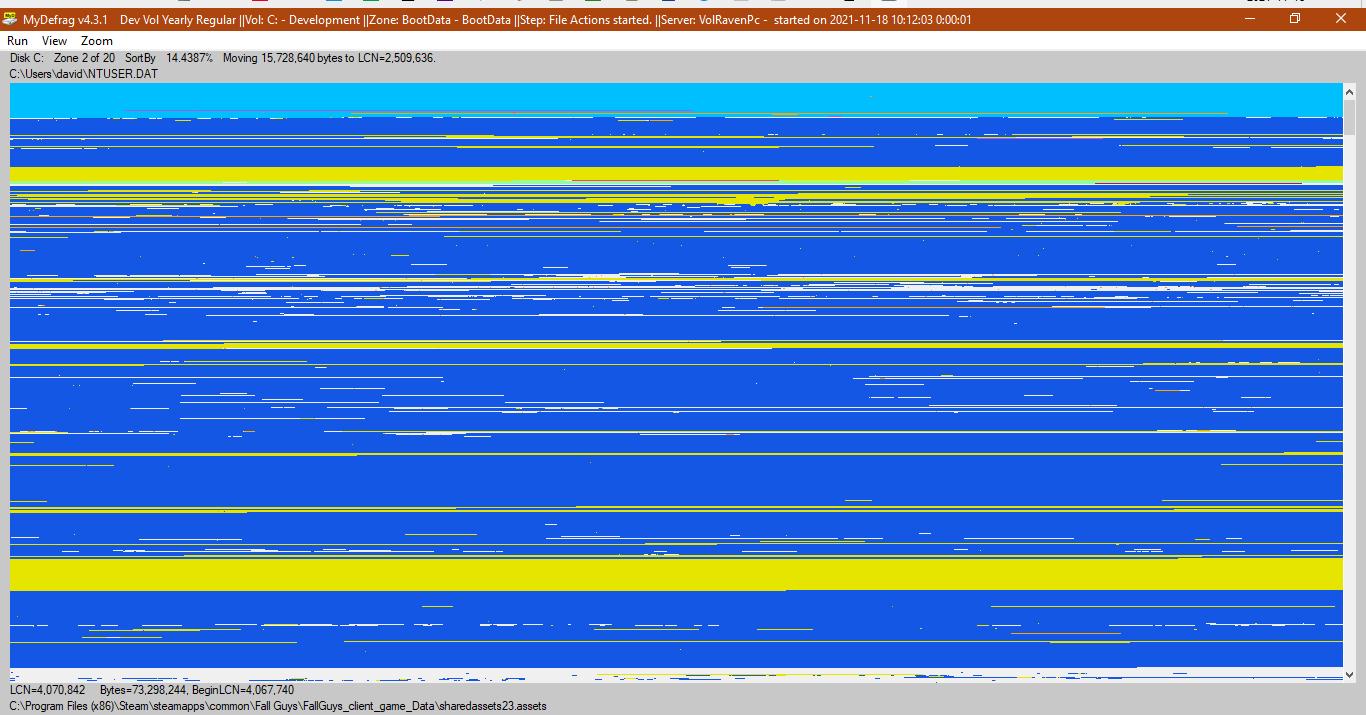 MyDefrag v4.3.1 Dev Vol Yearly Regular ||Vol: C: - Development ||Zone: BootData - BootData ||Step: File Actions started. ||Server: VolRavenPc - started on 2021-11-18 10:12:03 0:00:01
Run View Zoom
Disk C: Zone 2 of 20 SortBy 14.4387% Moving 15,728,640 bytes to LCN=2,509,636.
C:\Users\david\NTUSER.DAT
LCN=4,070,842 Bytes=73,298,244, BeginLCN=4,067,740
C:\Program Files (x86)\Steam\steamapps\common\Fall Guys\FallGuys_client_game_Data\sharedassets23.assets